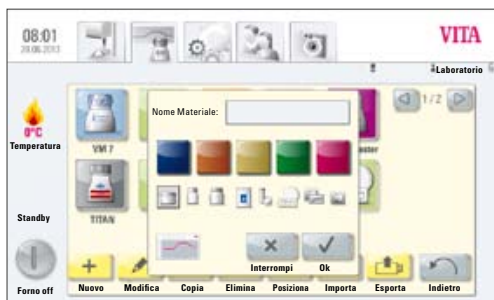 08:01
28.06.2013
VITA
Laboratorio
Nome Materiale:
1/2
0°C
Temperatura
VM 7
TITAN
Standby
Interrompi Ok
Forno off
Nuovo Modifica Copia Elimina Posiziona Importa Esporta Indietro